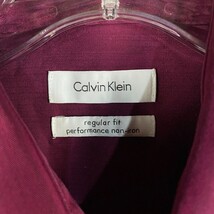 Calvin Klein
regular fit
performance non-iron